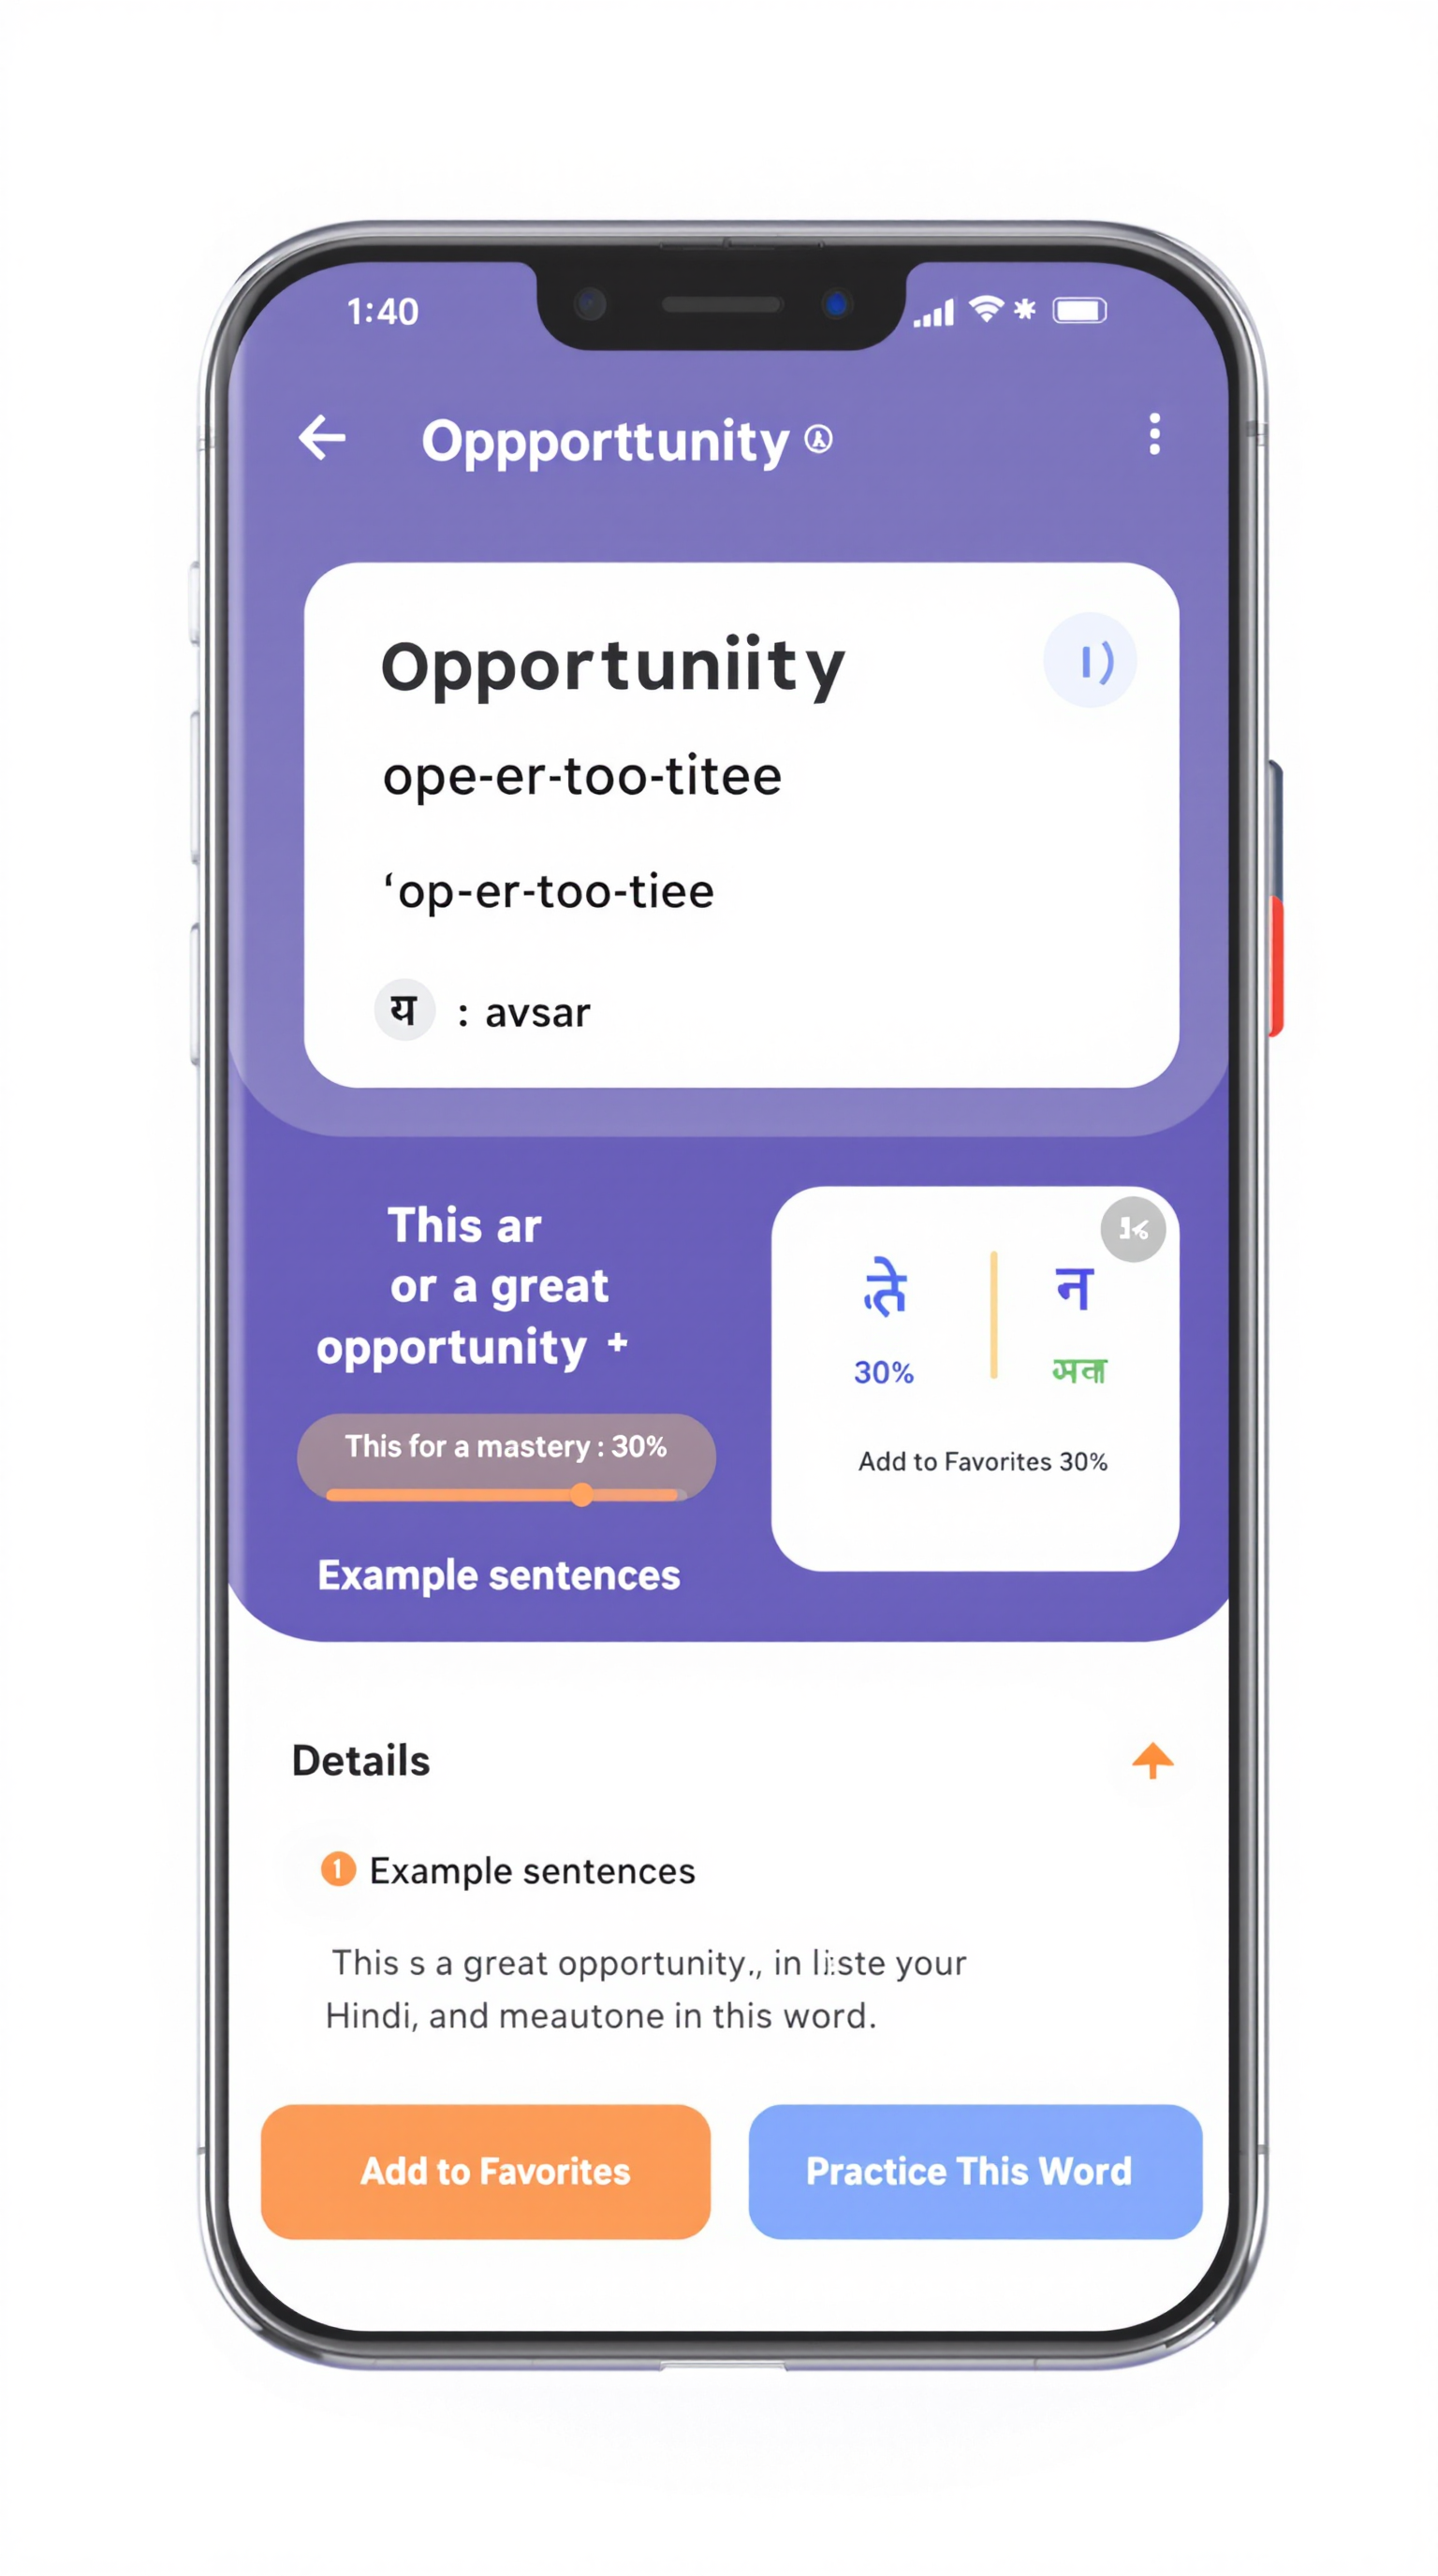 1:40
Oppporttunity
Opportuniity
ope-er-too-titee
‘op-er-too-tiee
य : avsar
This ar
or a great
opportunity +
This for a mastery : 30%
Example sentences
न
30%
Add to Favorites 30%
Details
1 Example sentences
This s a great opportunity., in your
Hindi, and meautone in this word.
Add to Favorites
Practice This Word